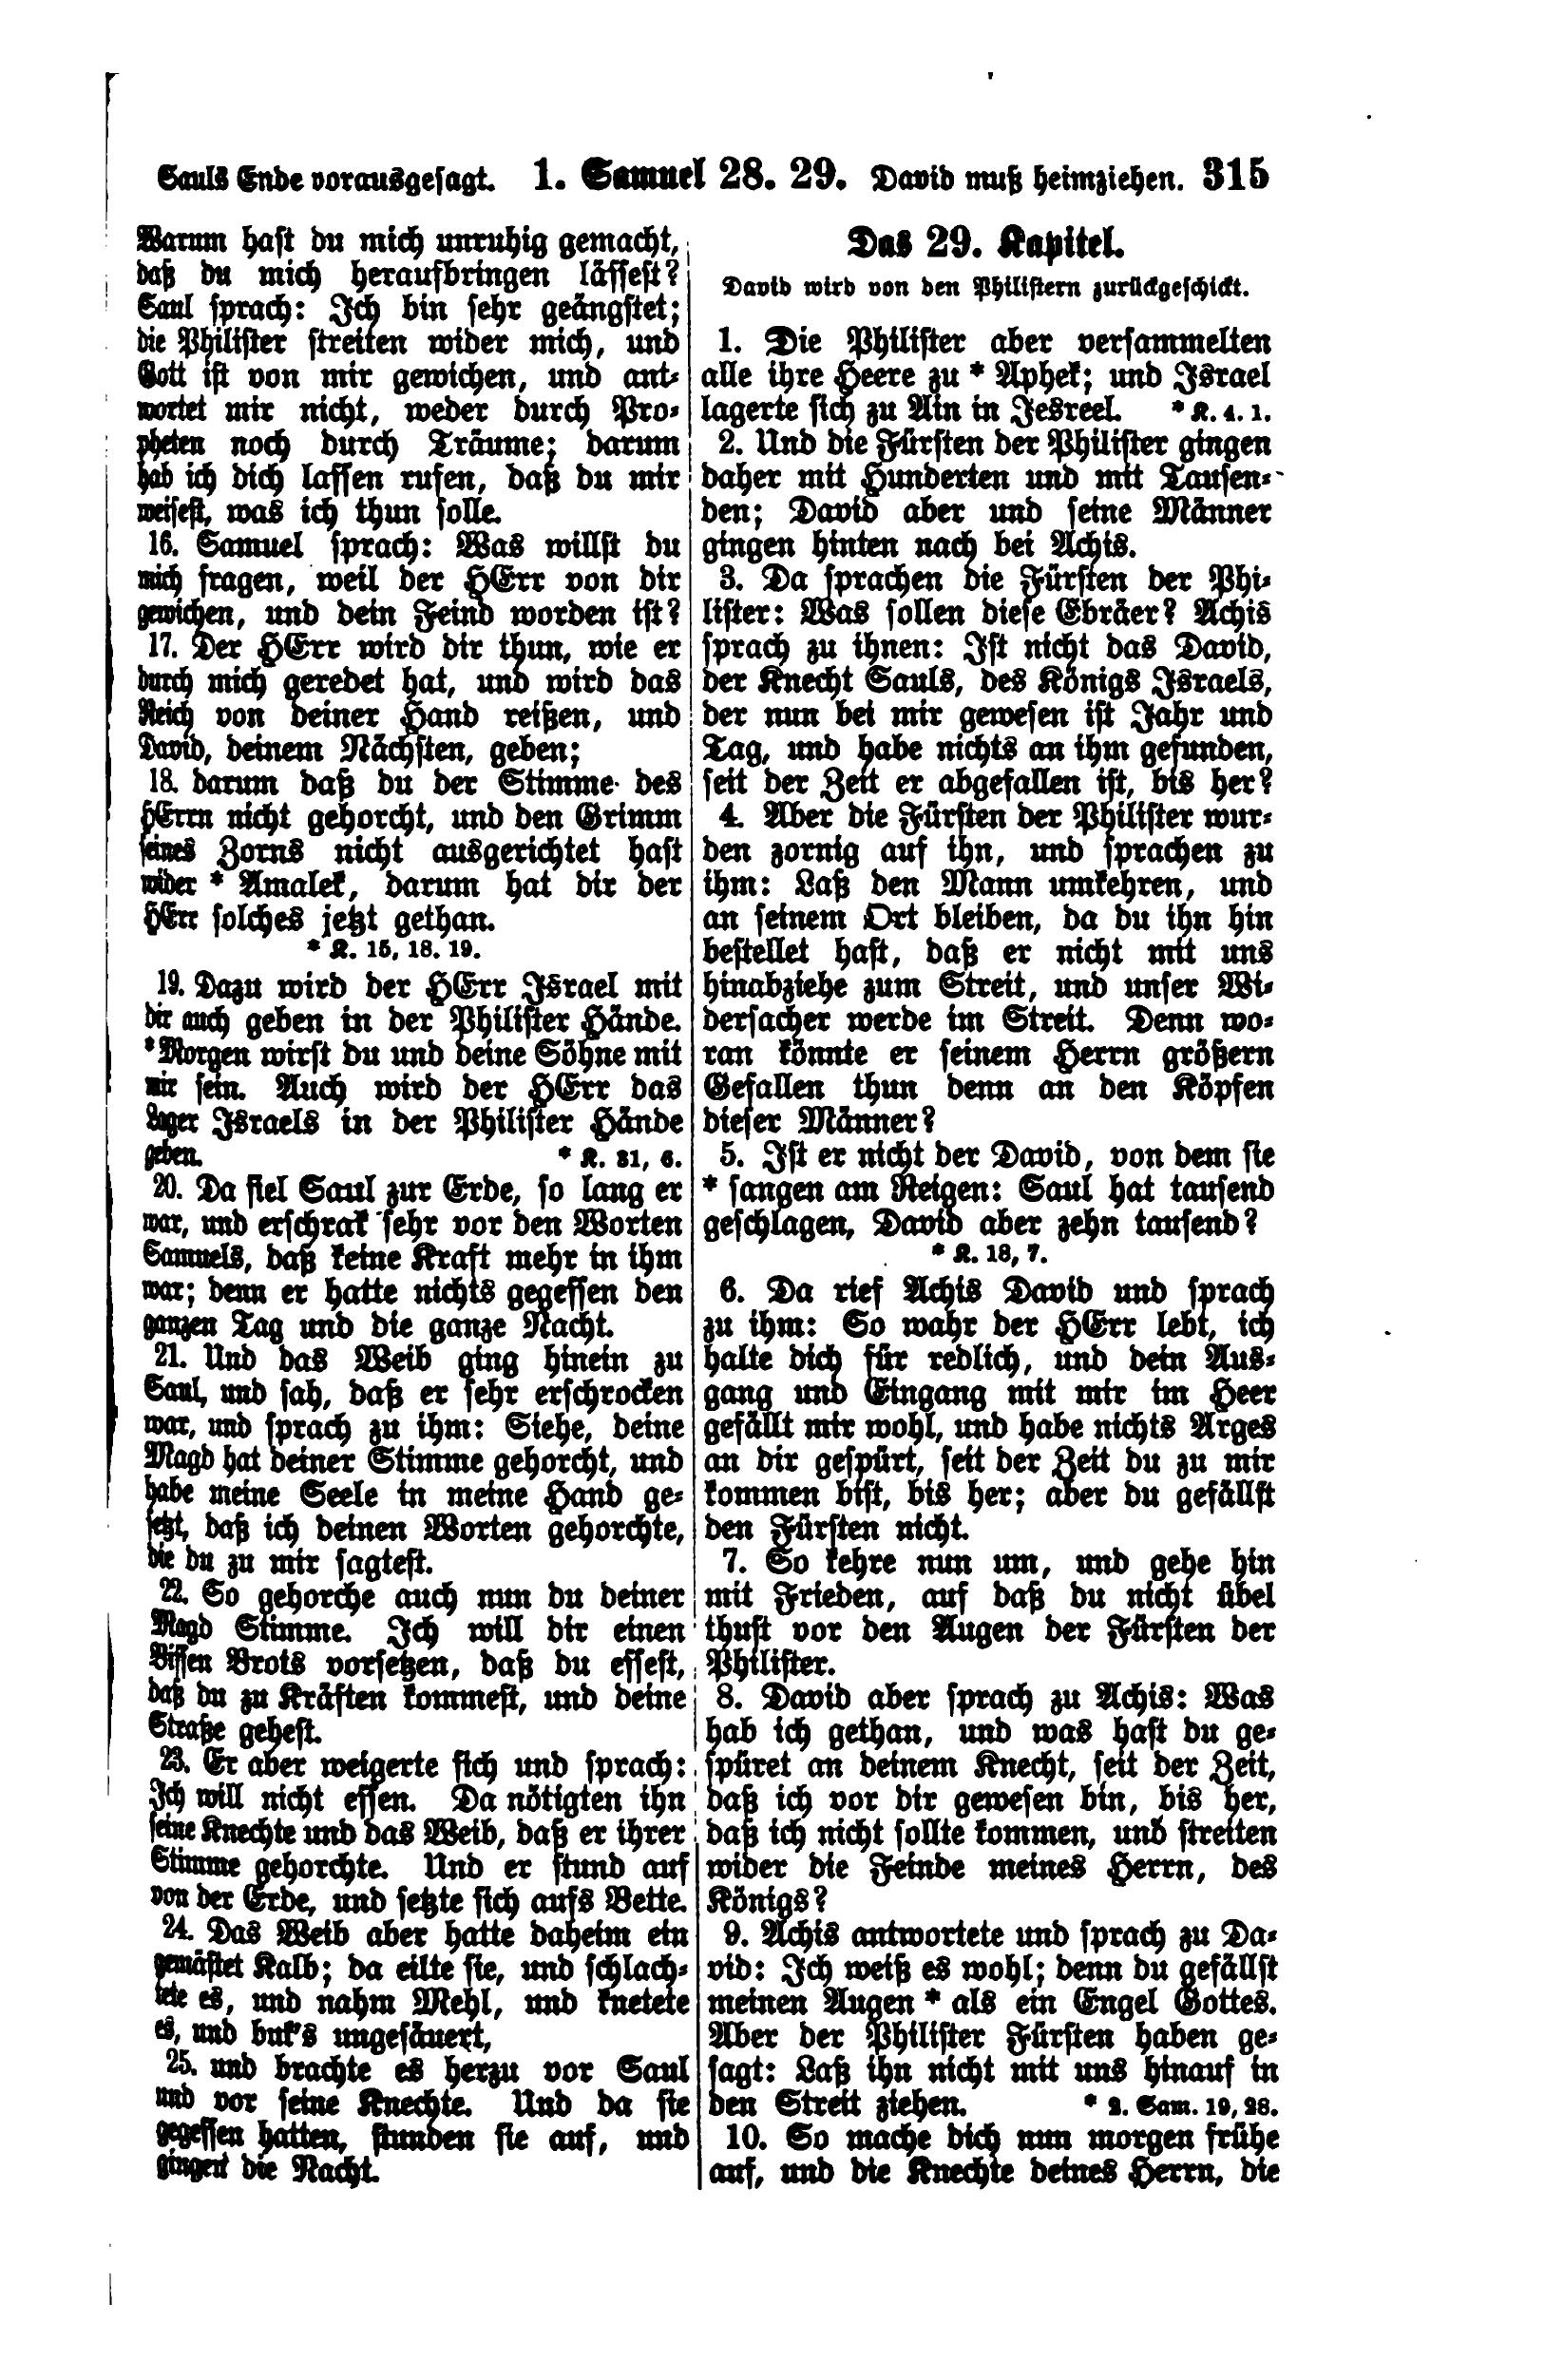 Sauls Ende vorausgesagt. 1. Samuel 28. 29. David muß heimziehen. 315
Warum hast du mich unruhig gemacht,
daß du mich heraufbringen lässest?
Saul sprach: Ich bin sehr geängstet;
die Philister streiten wider mich, und
Gott ist von mir gewichen, und ant-
wortet mir nicht, weder durch Pro-
pheten noch durch Träume; darum
hab ich dich lassen rufen, daß du mir
weisest, was ich thun solle.
16. Samuel sprach: Was willst du
mich fragen, weil der HErr von dir
gewichen, und dein Feind worden ist?
17. Der HErr wird dir thun, wie er
durch mich geredet hat, und wird das
Reich von deiner Hand reißen, und
David, deinem Nächsten, geben;
18. darum daß du der Stimme des
HErrn nicht gehorcht, und den Grimm
seines Zorns nicht ausgerichtet hast
wider * Amalek, darum hat dir der
HErr solches jetzt gethan.
* K. 15, 18. 19.
19. Dazu wird der HErr Israel mit
dir auch geben in der Philister Hände.
* Morgen wirst du und deine Söhne mit
mir sein. Auch wird der HErr das
Lager Israels in der Philister Hände
geben. * K. 31, 6.
20. Da fiel Saul zur Erde, so lang er
war, und erschrak sehr vor den Worten
Samuels, daß keine Kraft mehr in ihm
war; denn er hatte nichts gegessen den
ganzen Tag und die ganze Nacht.
21. Und das Weib ging hinein zu
Saul, und sah, daß er sehr erschrocken
war, und sprach zu ihm: Siehe, deine
Magd hat deiner Stimme gehorcht, und
habe meine Seele in meine Hand ge-
setzt, daß ich deinen Worten gehorchte,
die du zu mir sagtest.
22. So gehorche auch nun du deiner
Magd Stimme. Ich will dir einen
Bissen Brots vorsetzen, daß du essest,
daß du zu Kräften kommest, und deine
Straße gehest.
23. Er aber weigerte sich und sprach:
Ich will nicht essen. Da nötigten ihn
seine Knechte und das Weib, daß er ihrer
Stimme gehorchte. Und er stund auf
von der Erde, und setzte sich aufs Bette.
24. Das Weib aber hatte daheim ein
gemästet Kalb; da eilte sie, und schlach-
tete es, und nahm Mehl, und knetete
es, und buk's ungesäuert,
25. und brachte es herzu vor Saul
und vor seine Knechte. Und da sie
gegessen hatten, stunden sie auf, und
gingen die Nacht.
Das 29. Kapitel.
David wird von den Philistern zurückgeschickt.
1. Die Philister aber versammelten
alle ihre Heere zu * Aphek; und Israel
lagerte sich zu Ain in Jesreel. * K. 4. 1.
2. Und die Fürsten der Philister gingen
daher mit Hunderten und mit Tausen-
den; David aber und seine Männer
gingen hinten nach bei Achis.
3. Da sprachen die Fürsten der Phi-
lister: Was sollen diese Ebräer? Achis
sprach zu ihnen: Ist nicht das David,
der Knecht Sauls, des Königs Israels,
der nun bei mir gewesen ist Jahr und
Tag, und habe nichts an ihm gefunden,
seit der Zeit er abgefallen ist, bis her?
4. Aber die Fürsten der Philister wur-
den zornig auf ihn, und sprachen zu
ihm: Laß den Mann umkehren, und
an seinem Ort bleiben, da du ihn hin
bestellet hast, daß er nicht mit uns
hinabziehe zum Streit, und unser Wi-
dersacher werde im Streit. Denn wo-
ran könnte er seinem Herrn größern
Gefallen thun denn an den Köpfen
dieser Männer?
5. Ist er nicht der David, von dem sie
* sangen am Reigen: Saul hat tausend
geschlagen, David aber zehn tausend?
* K. 18, 7.
6. Da rief Achis David und sprach
zu ihm: So wahr der HErr lebt, ich
halte dich für redlich, und dein Aus-
gang und Eingang mit mir im Heer
gefällt mir wohl, und habe nichts Arges
an dir gespürt, seit der Zeit du zu mir
kommen bist, bis her; aber du gefällst
den Fürsten nicht.
7. So kehre nun um, und gehe hin
mit Frieden, auf daß du nicht übel
thust vor den Augen der Fürsten der
Philister.
8. David aber sprach zu Achis: Was
hab ich gethan, und was hast du ge-
spüret an deinem Knecht, seit der Zeit,
daß ich vor dir gewesen bin, bis her,
daß ich nicht sollte kommen, und streiten
wider die Feinde meines Herrn, des
Königs?
9. Achis antwortete und sprach zu Da-
vid: Ich weiß es wohl; denn du gefällst
meinen Augen * als ein Engel Gottes.
Aber der Philister Fürsten haben ge-
sagt: Laß ihn nicht mit uns hinauf in
den Streit ziehen. * 2. Sam. 19, 28.
10. So mache dich nun morgen frühe
auf, und die Knechte deines Herrn, die